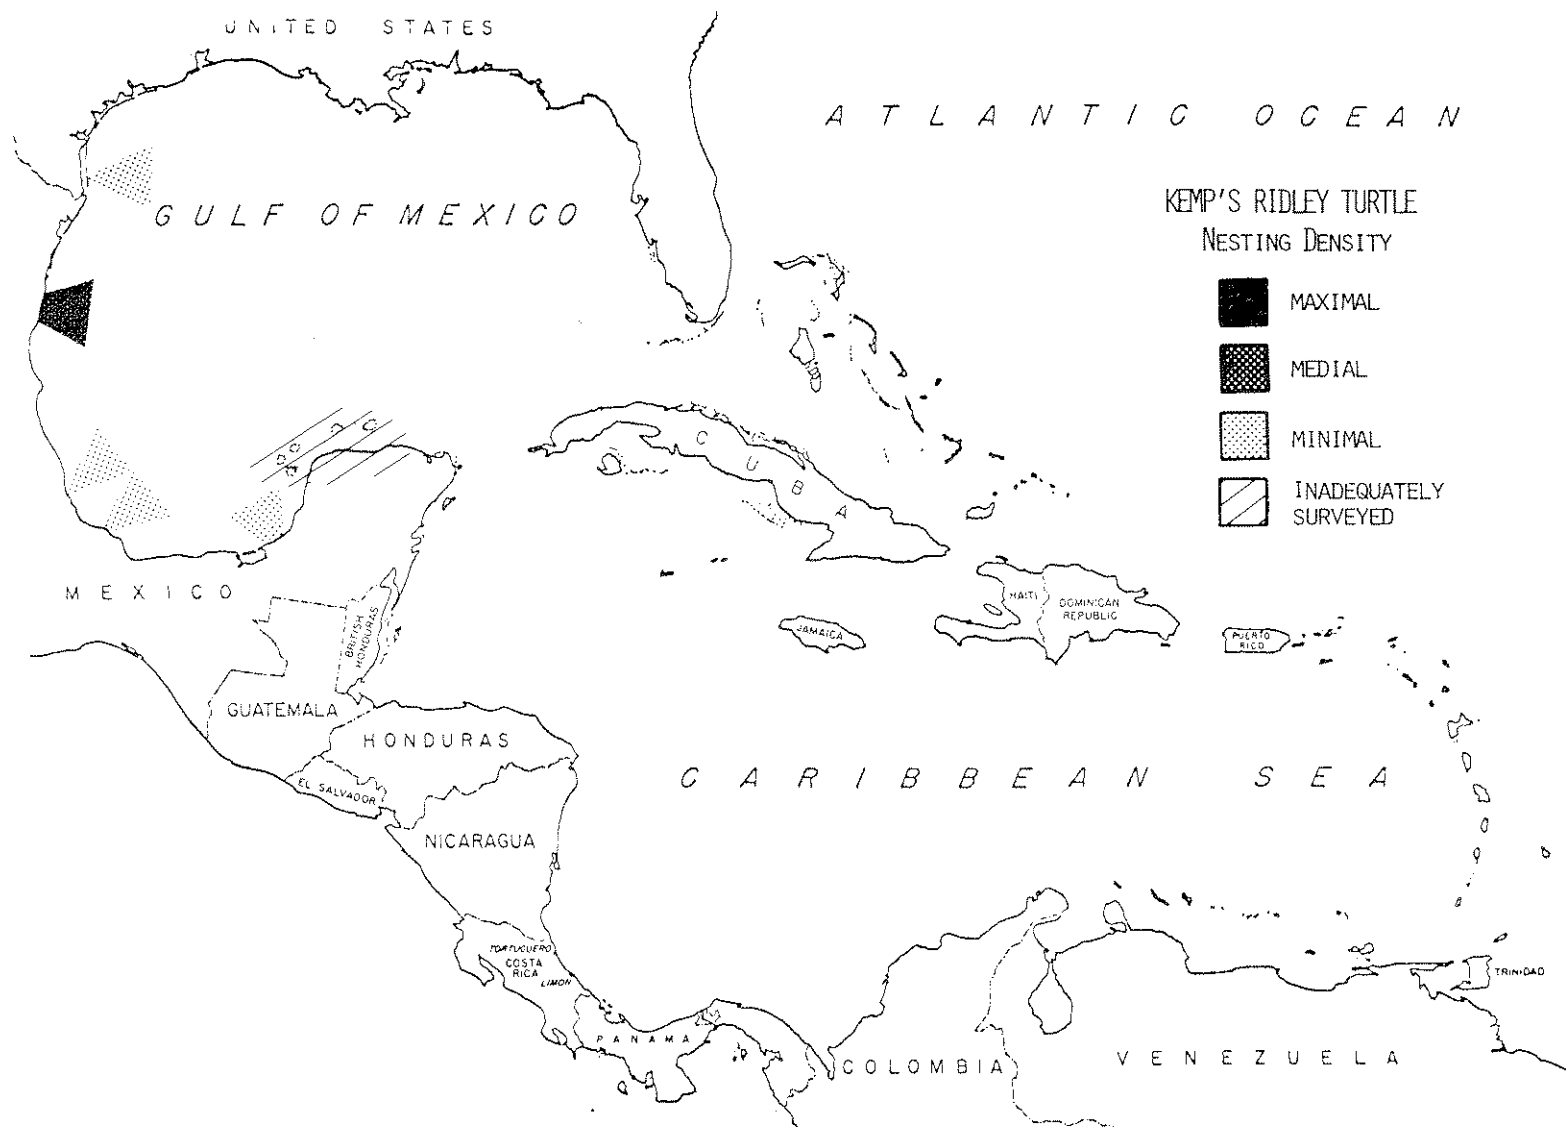 UNITED STATES
ATLANTIC OCEAN
GULF OF MEXICO
KEMP'S RIDLEY TURTLE
NESTING DENSITY
MAXIMAL
MEDIAL
MINIMAL
INADEQUATELY
SURVEYED
CUBA
MEXICO
BRITISH
HONDURAS
HAITI
DOMINICAN
REPUBLIC
JAMAICA
PUERTO
RICO
GUATEMALA
HONDURAS
EL SALVADOR
CARIBBEAN SEA
NICARAGUA
TORTUGUERO
COSTA
RICA
LIMON
TRINIDAD
PANAMA
COLOMBIA
VENEZUELA